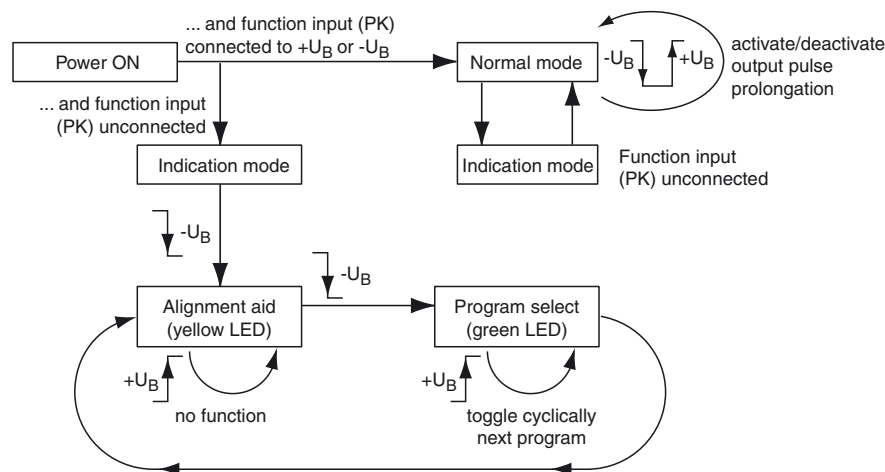 ... and function input (PK)
connected to +UB or -UB
Power ON
Normal mode
-UB
+UB
activate/deactivate
output pulse
prolongation
... and function input
(PK) unconnected
Indication mode
Indication mode
Function input
(PK) unconnected
-UB
-UB
Alignment aid
(yellow LED)
Program select
(green LED)
+UB
no function
+UB
toggle cyclically
next program